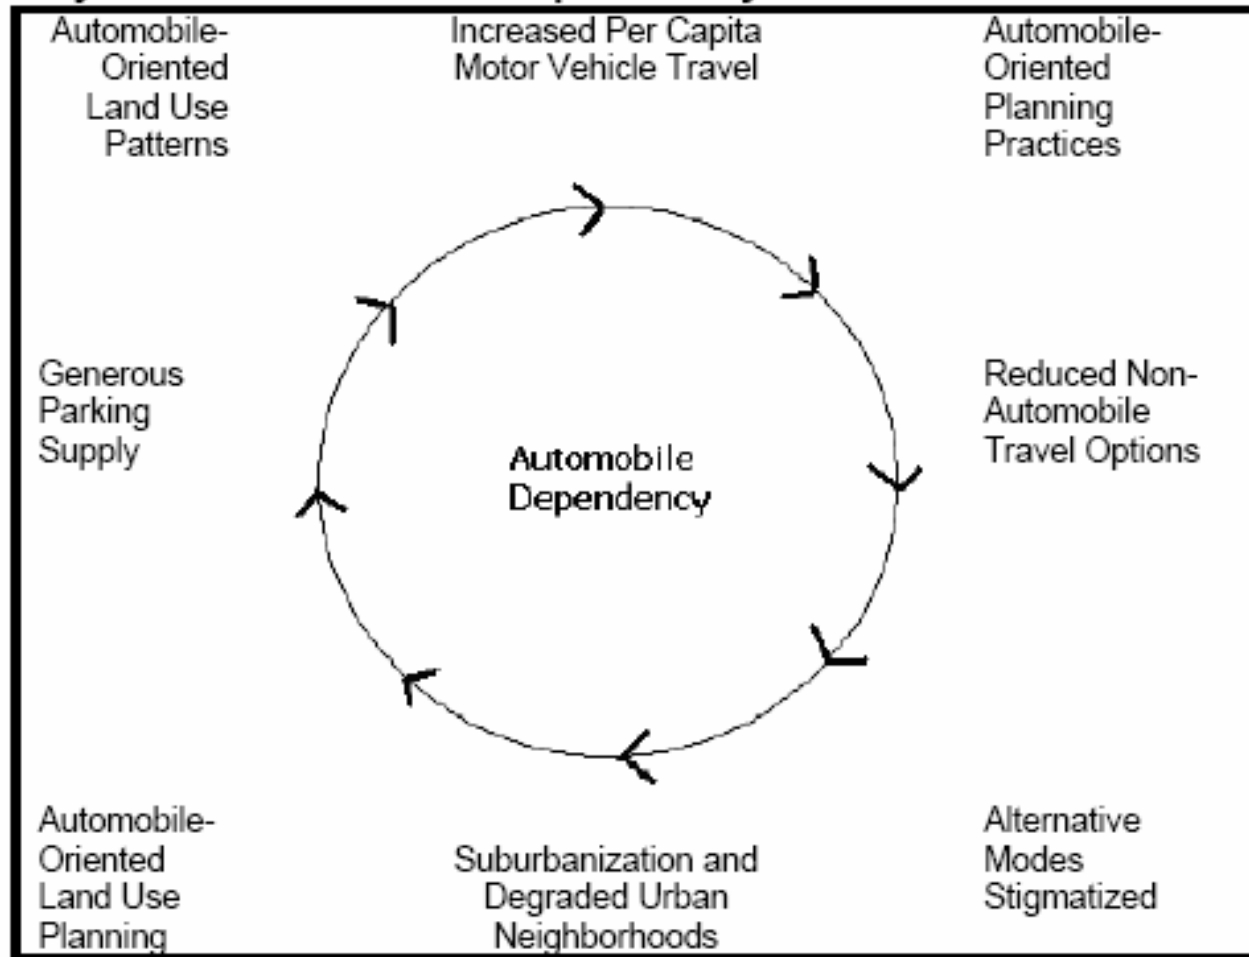 Automobile-
Oriented
Land Use
Patterns
Increased Per Capita
Motor Vehicle Travel
Automobile-
Oriented
Planning
Practices
Generous
Parking
Supply
Automobile
Dependency
Reduced Non-
Automobile
Travel Options
Automobile-
Oriented
Land Use
Planning
Suburbanization and
Degraded Urban
Neighborhoods
Alternative
Modes
Stigmatized